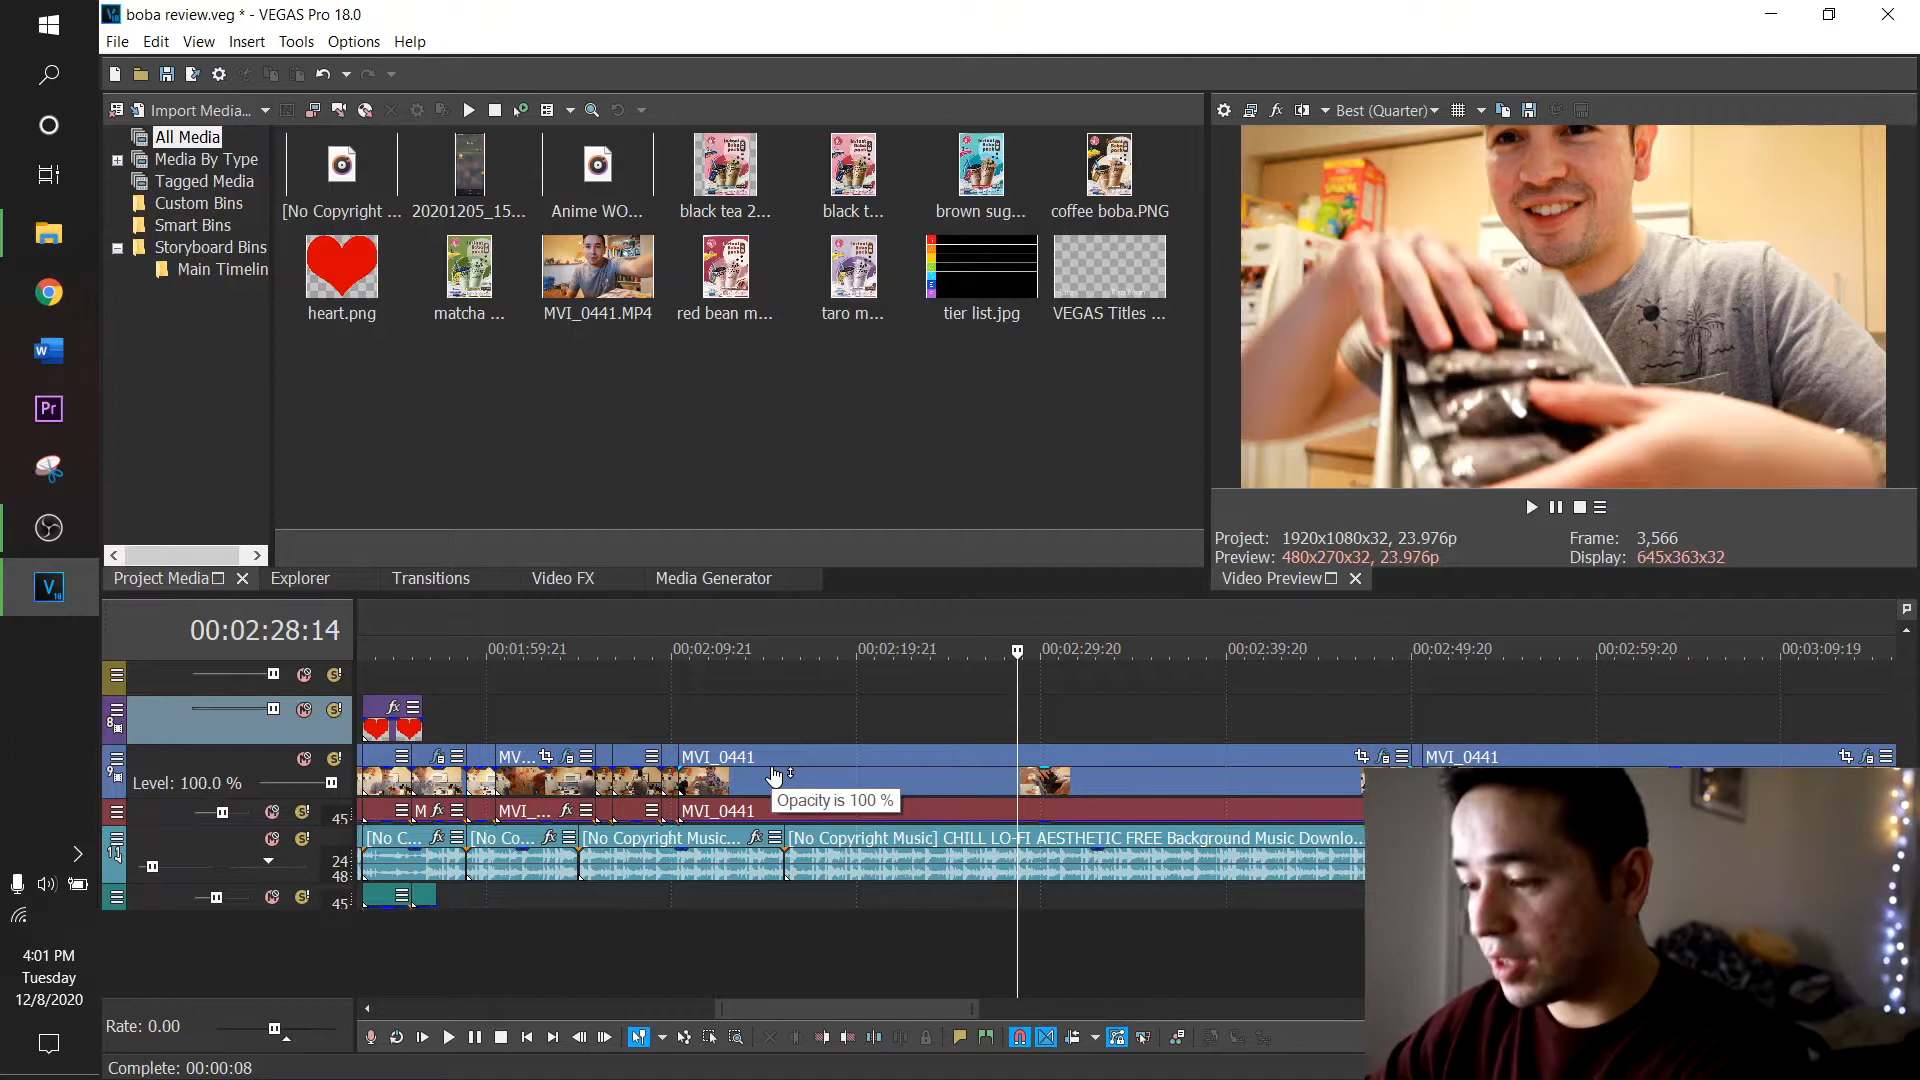 boba review.veg * - VEGAS Pro 18.0
File Edit View Insert Tools Options Help
Import Media...
Best (Quarter)
All Media
Media By Type
Tagged Media
Custom Bins
Smart Bins
Storyboard Bins
Main Timelin
[No Copyright ... 20201205_15... Anime WO... black tea 2... black t... brown sug... coffee boba.PNG
heart.png matcha ... MVI_0441.MP4 red bean m... taro m... tier list.jpg VEGAS Titles ...
Project: 1920x1080x32, 23.976p Frame: 3,566
Preview: 480x270x32, 23.976p Display: 645x363x32
Project Media Explorer Transitions Video FX Media Generator
Video Preview
00:02:28:14
00:01:59:21 00:02:09:21 00:02:19:21 00:02:29:20 00:02:39:20 00:02:49:20 00:02:59:20 00:03:09:19
8
9
MV... MVI_0441 MVI_0441
Level: 100.0 %
Opacity is 100 %
45 M MVI_... MVI_0441
11
[No C... [No Co... [No Copyright Music... [No Copyright Music] CHILL LO-FI AESTHETIC FREE Background Music Downlo...
24
48
45
Rate: 0.00
Complete: 00:00:08
W
Pr
V
18
4:01 PM
Tuesday
12/8/2020